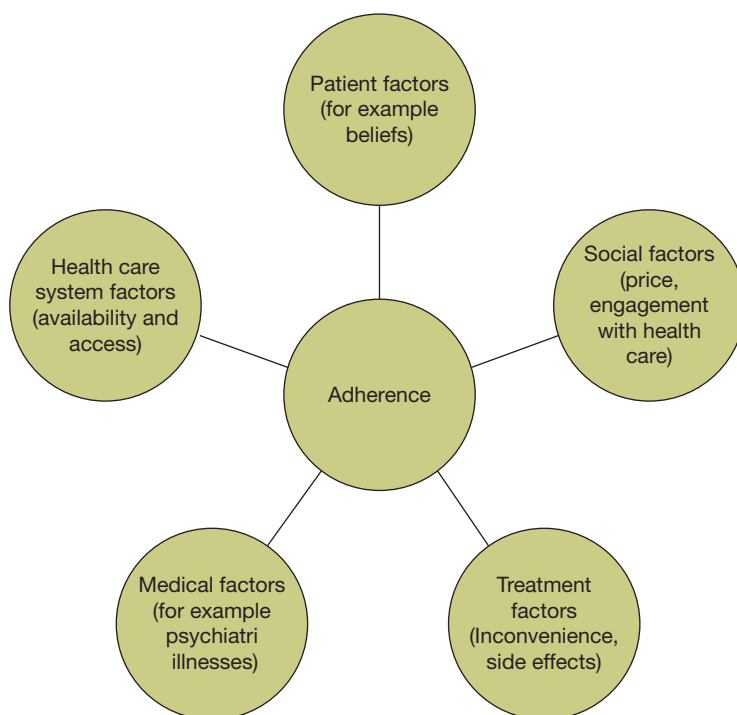 Patient factors
(for example
beliefs)
Health care
system factors
(availability and
access)
Social factors
(price,
engagement
with health
care)
Adherence
Medical factors
(for example
psychiatri
illnesses)
Treatment
factors
(Inconvenience,
side effects)